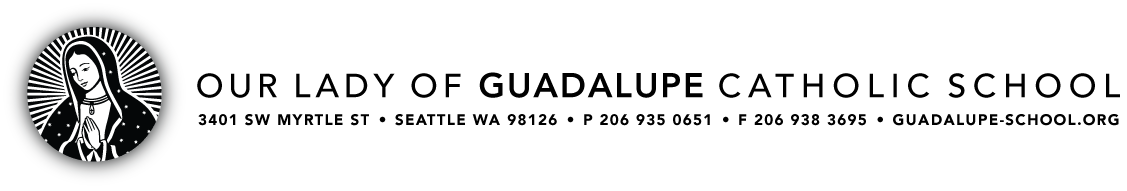 OUR LADY OF GUADALUPE CATHOLIC SCHOOL
3401 SW MYRTLE ST • SEATTLE WA 98126 • P 206 935 0651 • F 206 938 3695 • GUADALUPE-SCHOOL.ORG